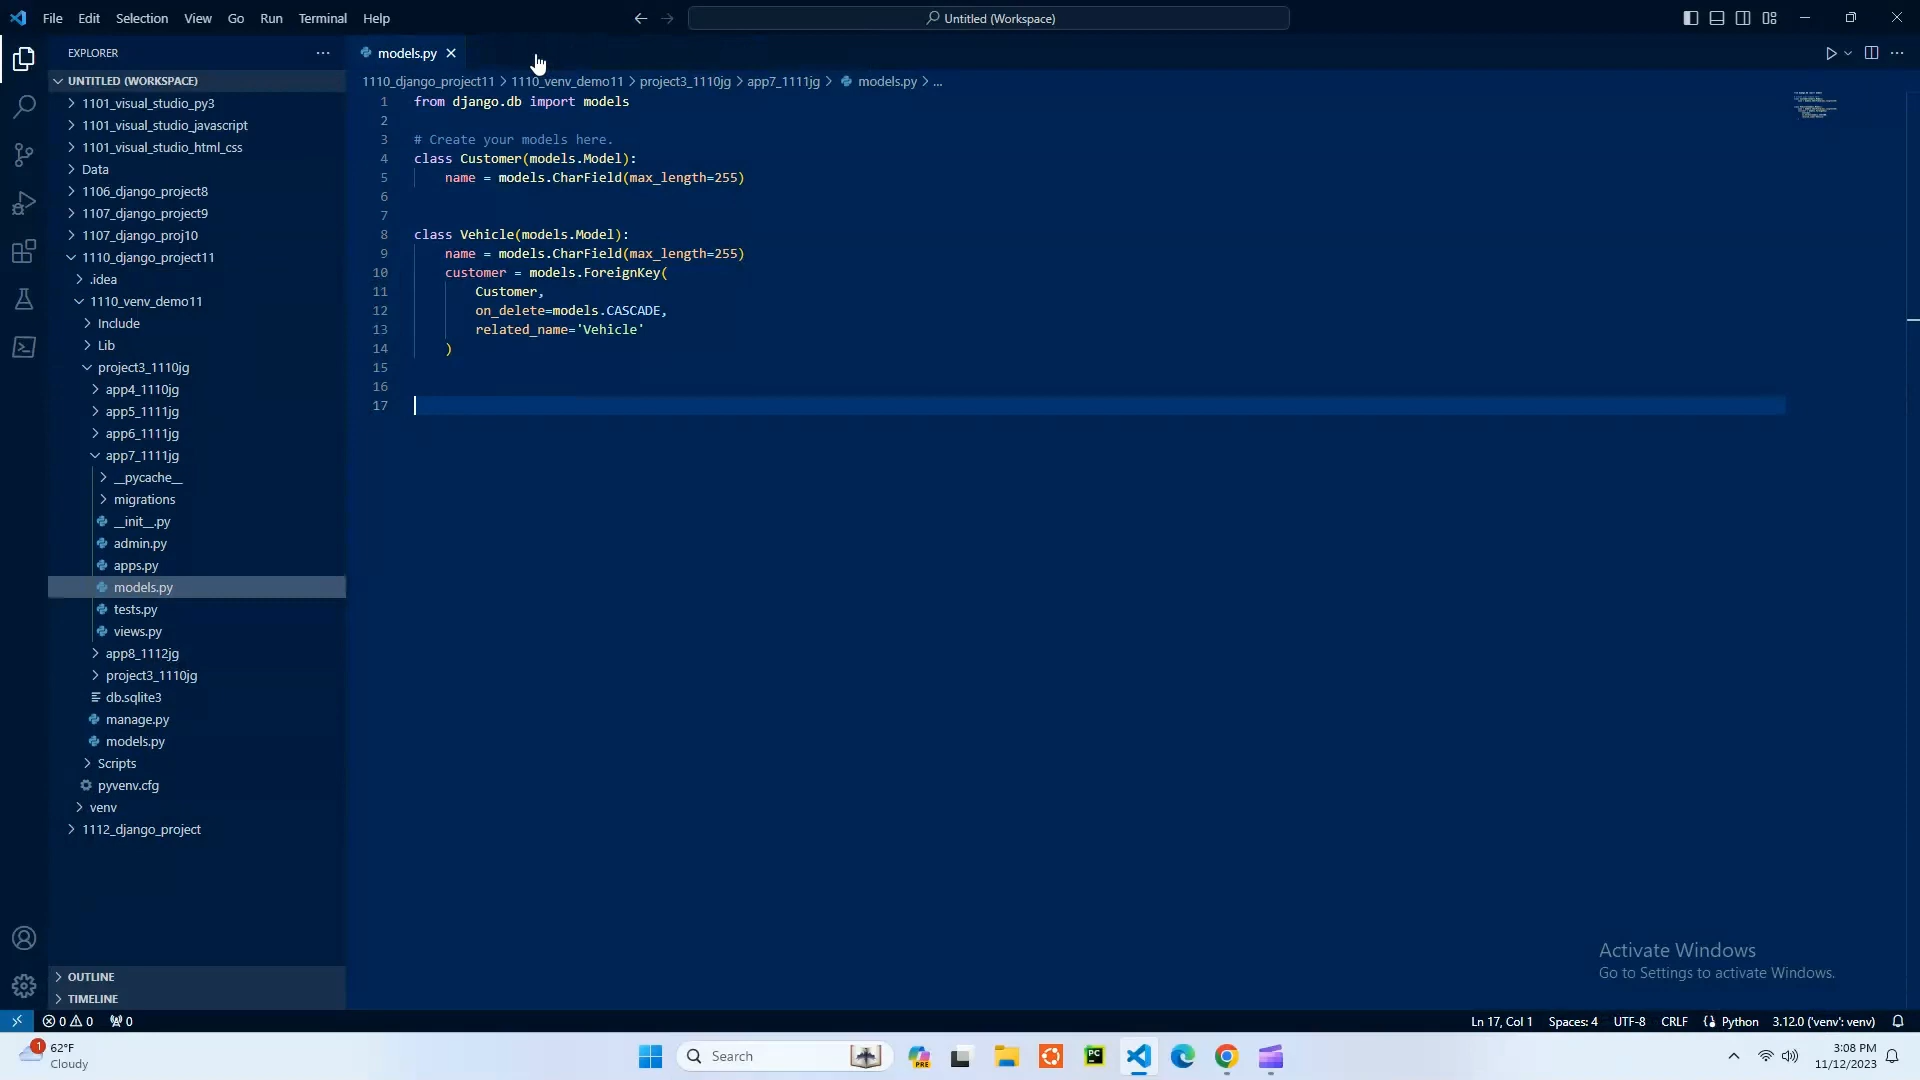 File Edit Selection View Go Run Terminal Help
Untitled (Workspace)
EXPLORER
models.py
UNTITLED (WORKSPACE)
1101_visual_studio_py3
1101_visual_studio_javascript
1101_visual_studio_html_css
Data
1106_django_project8
1107_django_project9
1107_django_proj10
1110_django_project11
.idea
1110_venv_demo11
Include
Lib
project3_1110jg
app4_1110jg
app5_1111jg
app6_1111jg
app7_1111jg
__pycache__
migrations
__init__.py
admin.py
apps.py
models.py
tests.py
views.py
app8_1112jg
project3_1110jg
db.sqlite3
manage.py
models.py
Scripts
pyvenv.cfg
venv
1112_django_project
OUTLINE
TIMELINE
1110_django_project11 > 1110_venv_demo11 > project3_1110jg > app7_1111jg > models.py > ...
1 from django.db import models
2
3 # Create your models here.
4 class Customer(models.Model):
5     name = models.CharField(max_length=255)
6
7
8 class Vehicle(models.Model):
9     name = models.CharField(max_length=255)
10     customer = models.ForeignKey(
11         Customer,
12         on_delete=models.CASCADE,
13         related_name='Vehicle'
14     )
15
16
17
Activate Windows
Go to Settings to activate Windows.
0 0 0
Ln 17, Col 1 Spaces: 4 UTF-8 CRLF Python 3.12.0 ('venv': venv)
1
62°F
Cloudy
Search
PRE
PC
3:08 PM
11/12/2023